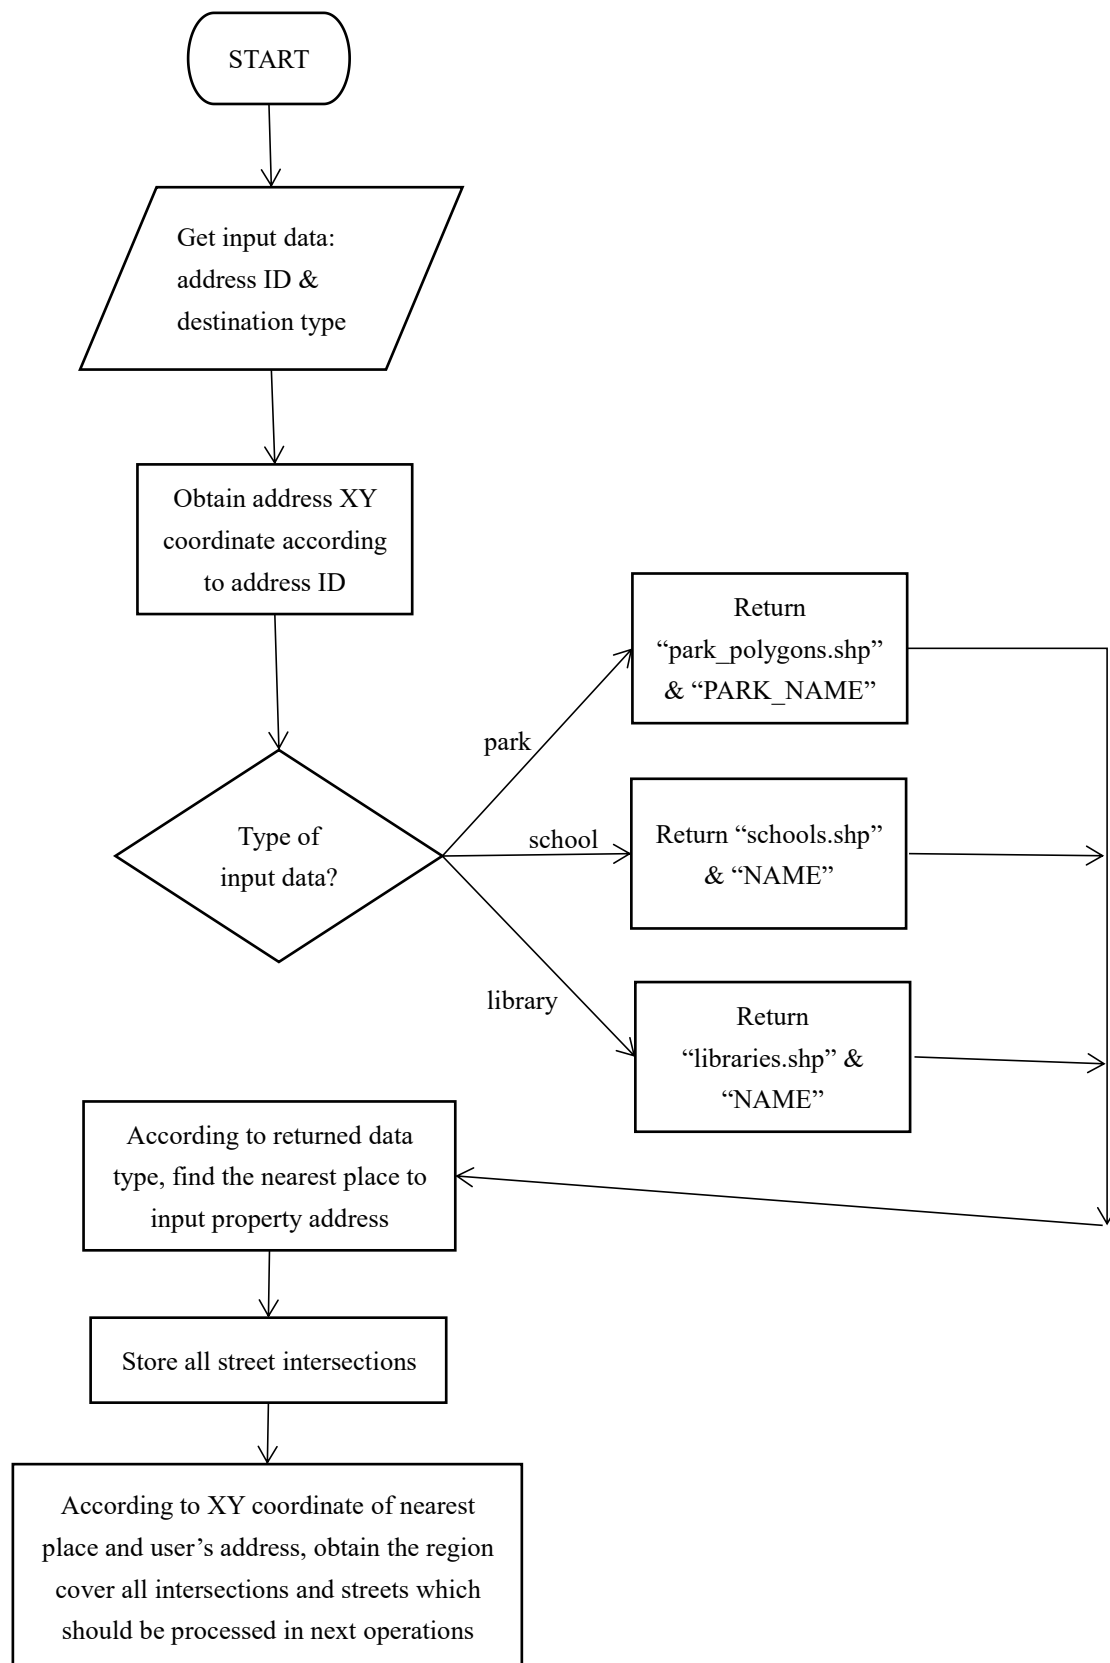 START
Get input data:
address ID &
destination type
Obtain address XY
coordinate according
to address ID
Type of
input data?
park
school
library
Return
“park_polygons.shp”
& “PARK_NAME”
Return “schools.shp”
& “NAME”
Return
“libraries.shp” &
“NAME”
According to returned data
type, find the nearest place to
input property address
Store all street intersections
According to XY coordinate of nearest
place and user’s address, obtain the region
cover all intersections and streets which
should be processed in next operations